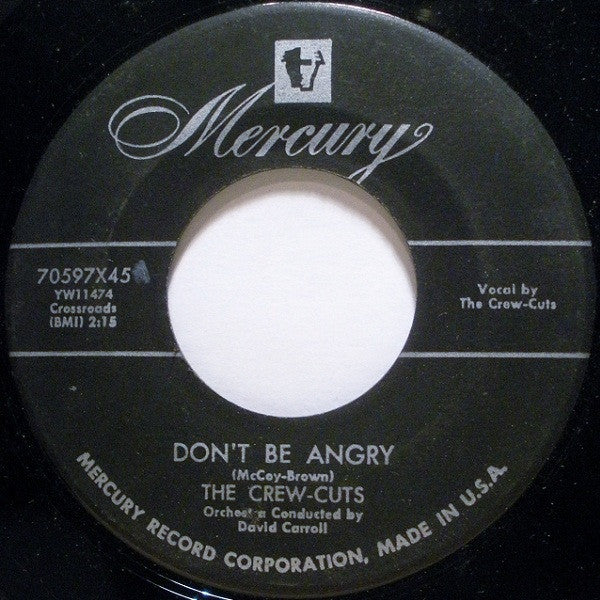 Mercury
70597X45
YW11474
Crossroads
(BMI) 2:15
Vocal by
The Crew-Cuts
DON'T BE ANGRY
(McCoy-Brown)
THE CREW-CUTS
Orchestra Conducted by
David Carroll
MERCURY RECORD CORPORATION, MADE IN U.S.A.